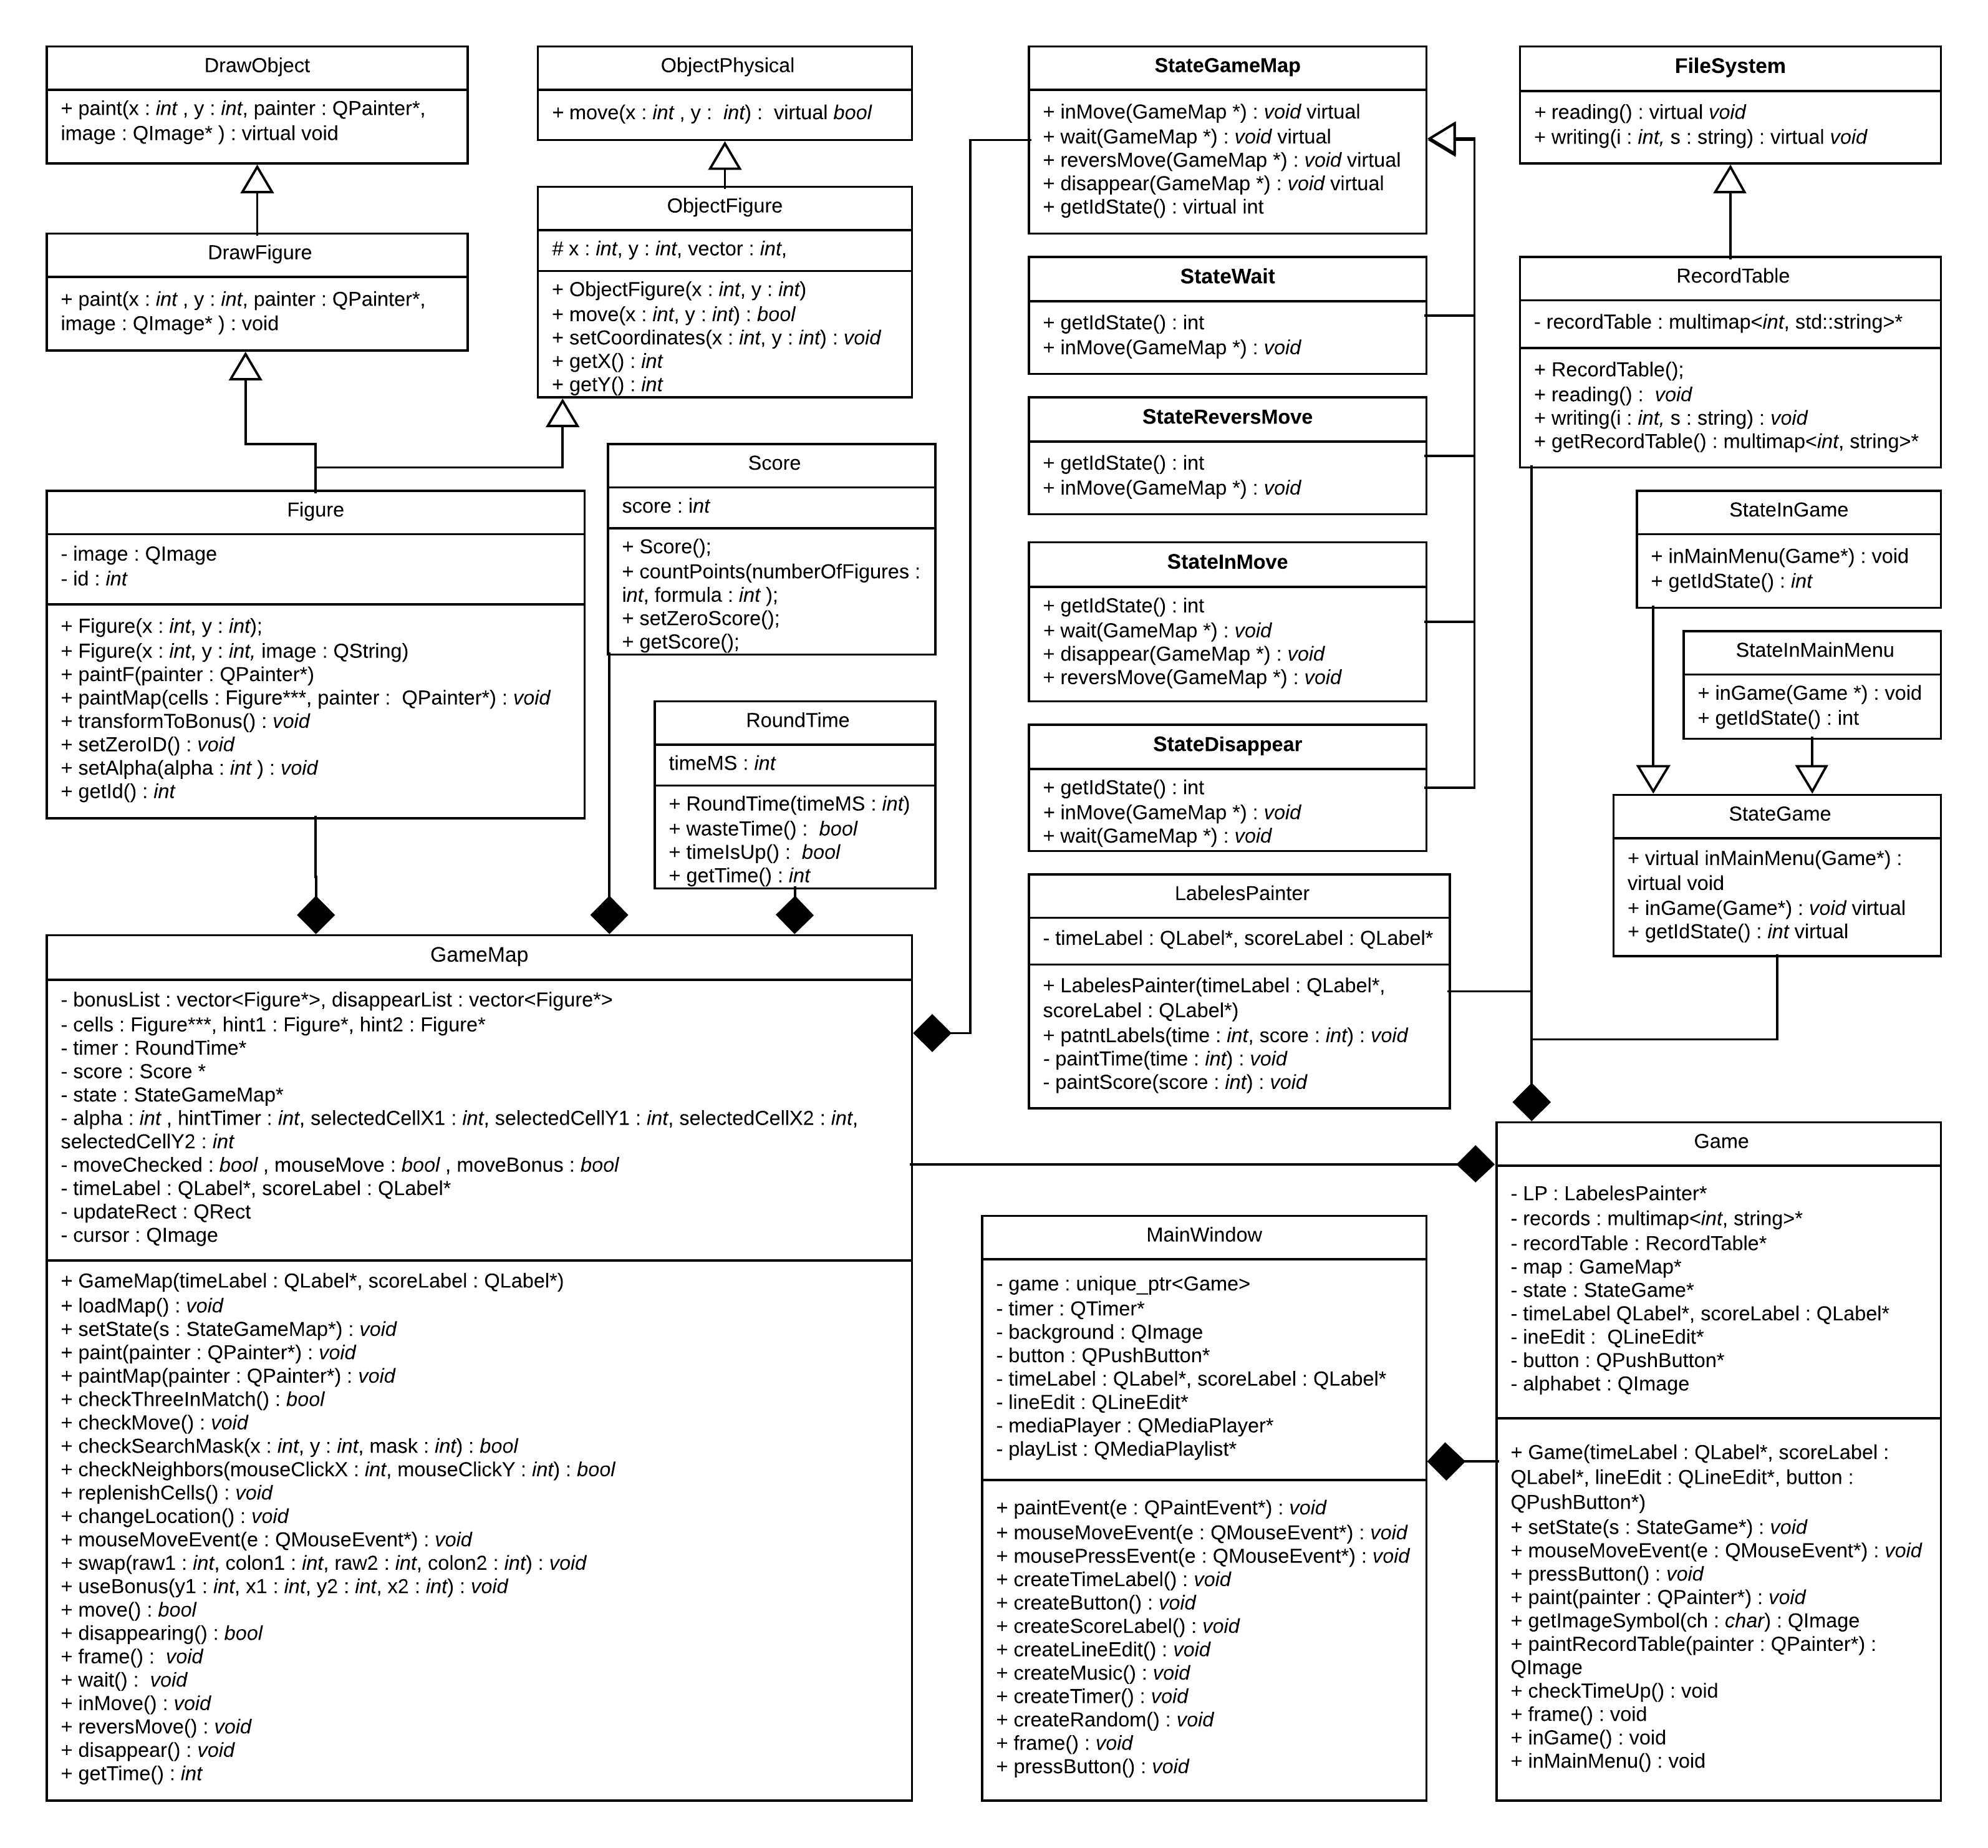 DrawObject
+ paint(x : int , y : int, painter : QPainter*,
image : QImage* ) : virtual void
DrawFigure
+ paint(x : int , y : int, painter : QPainter*,
image : QImage* ) : void
ObjectPhysical
+ move(x : int , y :  int) :  virtual bool
ObjectFigure
# x : int, y : int, vector : int,
+ ObjectFigure(x : int, y : int)
+ move(x : int, y : int) : bool
+ setCoordinates(x : int, y : int) : void
+ getX() : int
+ getY() : int
Figure
- image : QImage
- id : int
+ Figure(x : int, y : int);
+ Figure(x : int, y : int, image : QString)
+ paintF(painter : QPainter*)
+ paintMap(cells : Figure***, painter :  QPainter*) : void
+ transformToBonus() : void
+ setZeroID() : void
+ setAlpha(alpha : int ) : void
+ getId() : int
Score
score : int
+ Score();
+ countPoints(numberOfFigures :
int, formula : int );
+ setZeroScore();
+ getScore();
RoundTime
timeMS : int
+ RoundTime(timeMS : int)
+ wasteTime() :  bool
+ timeIsUp() :  bool
+ getTime() : int
StateGameMap
+ inMove(GameMap *) : void virtual
+ wait(GameMap *) : void virtual
+ reversMove(GameMap *) : void virtual
+ disappear(GameMap *) : void virtual
+ getIdState() : virtual int
StateWait
+ getIdState() : int
+ inMove(GameMap *) : void
StateReversMove
+ getIdState() : int
+ inMove(GameMap *) : void
StateInMove
+ getIdState() : int
+ wait(GameMap *) : void
+ disappear(GameMap *) : void
+ reversMove(GameMap *) : void
StateDisappear
+ getIdState() : int
+ inMove(GameMap *) : void
+ wait(GameMap *) : void
FileSystem
+ reading() : virtual void
+ writing(i : int, s : string) : virtual void
RecordTable
- recordTable : multimap<int, std::string>*
+ RecordTable();
+ reading() :  void
+ writing(i : int, s : string) : void
+ getRecordTable() : multimap<int, string>*
StateInGame
+ inMainMenu(Game*) : void
+ getIdState() : int
StateInMainMenu
+ inGame(Game *) : void
+ getIdState() : int
StateGame
+ virtual inMainMenu(Game*) :
virtual void
+ inGame(Game*) : void virtual
+ getIdState() : int virtual
LabelesPainter
- timeLabel : QLabel*, scoreLabel : QLabel*
+ LabelesPainter(timeLabel : QLabel*,
scoreLabel : QLabel*)
+ patntLabels(time : int, score : int) : void
- paintTime(time : int) : void
- paintScore(score : int) : void
GameMap
- bonusList : vector<Figure*>, disappearList : vector<Figure*>
- cells : Figure***, hint1 : Figure*, hint2 : Figure*
- timer : RoundTime*
- score : Score *
- state : StateGameMap*
- alpha : int , hintTimer : int, selectedCellX1 : int, selectedCellY1 : int, selectedCellX2 : int,
selectedCellY2 : int
- moveChecked : bool , mouseMove : bool , moveBonus : bool
- timeLabel : QLabel*, scoreLabel : QLabel*
- updateRect : QRect
- cursor : QImage
+ GameMap(timeLabel : QLabel*, scoreLabel : QLabel*)
+ loadMap() : void
+ setState(s : StateGameMap*) : void
+ paint(painter : QPainter*) : void
+ paintMap(painter : QPainter*) : void
+ checkThreeInMatch() : bool
+ checkMove() : void
+ checkSearchMask(x : int, y : int, mask : int) : bool
+ checkNeighbors(mouseClickX : int, mouseClickY : int) : bool
+ replenishCells() : void
+ changeLocation() : void
+ mouseMoveEvent(e : QMouseEvent*) : void
+ swap(raw1 : int, colon1 : int, raw2 : int, colon2 : int) : void
+ useBonus(y1 : int, x1 : int, y2 : int, x2 : int) : void
+ move() : bool
+ disappearing() : bool
+ frame() :  void
+ wait() :  void
+ inMove() : void
+ reversMove() : void
+ disappear() : void
+ getTime() : int
MainWindow
- game : unique_ptr<Game>
- timer : QTimer*
- background : QImage
- button : QPushButton*
- timeLabel : QLabel*, scoreLabel : QLabel*
- lineEdit : QLineEdit*
- mediaPlayer : QMediaPlayer*
- playList : QMediaPlaylist*
+ paintEvent(e : QPaintEvent*) : void
+ mouseMoveEvent(e : QMouseEvent*) : void
+ mousePressEvent(e : QMouseEvent*) : void
+ createTimeLabel() : void
+ createButton() : void
+ createScoreLabel() : void
+ createLineEdit() : void
+ createMusic() : void
+ createTimer() : void
+ createRandom() : void
+ frame() : void
+ pressButton() : void
Game
- LP : LabelesPainter*
- records : multimap<int, string>*
- recordTable : RecordTable*
- map : GameMap*
- state : StateGame*
- timeLabel QLabel*, scoreLabel : QLabel*
- ineEdit :  QLineEdit*
- button : QPushButton*
- alphabet : QImage
+ Game(timeLabel : QLabel*, scoreLabel :
QLabel*, lineEdit : QLineEdit*, button :
QPushButton*)
+ setState(s : StateGame*) : void
+ mouseMoveEvent(e : QMouseEvent*) : void
+ pressButton() : void
+ paint(painter : QPainter*) : void
+ getImageSymbol(ch : char) : QImage
+ paintRecordTable(painter : QPainter*) :
QImage
+ checkTimeUp() : void
+ frame() : void
+ inGame() : void
+ inMainMenu() : void